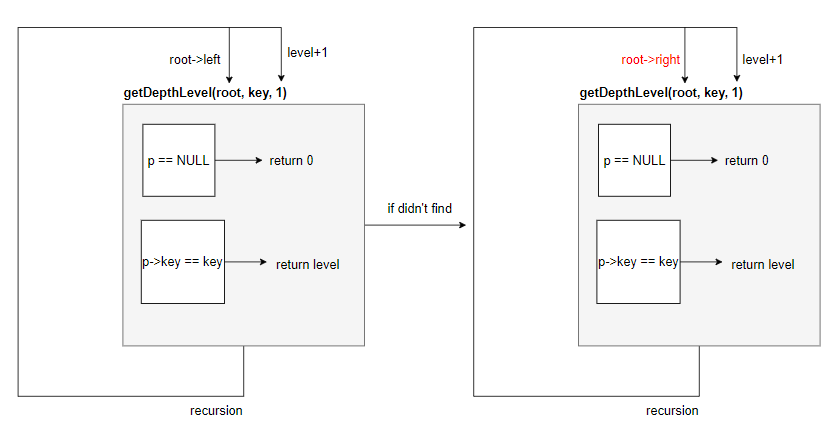 root->left
level+1
getDepthLevel(root, key, 1)
p == NULL
return 0
p->key == key
return level
recursion
if didn't find
root->right
level+1
getDepthLevel(root, key, 1)
p == NULL
return 0
p->key == key
return level
recursion